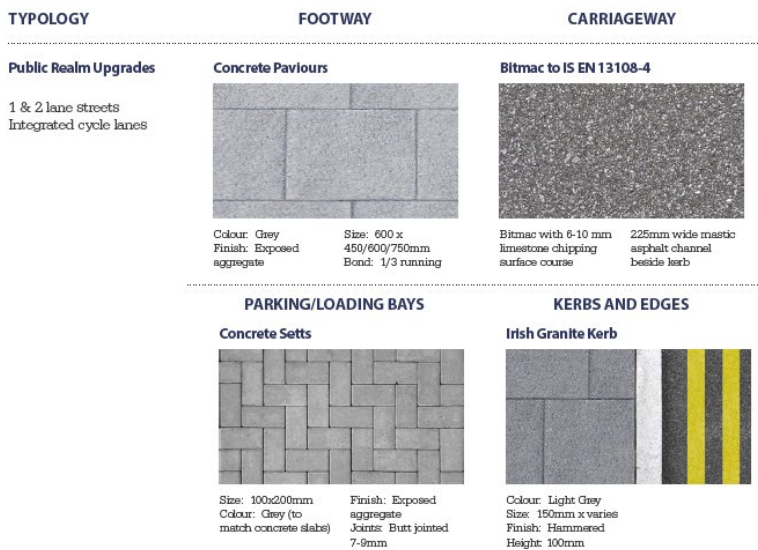 TYPOLOGY
FOOTWAY
CARRIAGEWAY
Public Realm Upgrades
1 & 2 lane streets
Integrated cycle lanes
Concrete Paviours
Colour: Grey
Finish: Exposed
aggregate
Size: 600 x
450/600/750mm
Bond: 1/3 running
Bitmac to IS EN 13108-4
Bitmac with 6-10 mm
limestone chipping
surface course
225mm wide mastic
asphalt channel
beside kerb
PARKING/LOADING BAYS
KERBS AND EDGES
Concrete Setts
Size: 100x200mm
Colour: Grey (to
match concrete slabs)
Finish: Exposed
aggregate
Joints: Butt jointed
7-9mm
Irish Granite Kerb
Colour: Light Grey
Size: 150mm x varies
Finish: Hammered
Height: 100mm